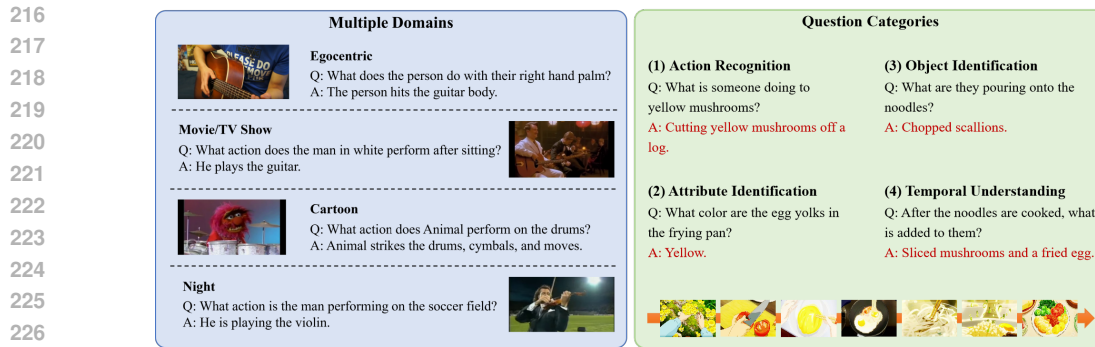 216
217
218
219
220
221
222
223
224
225
226
Multiple Domains
PLEASE DO
MOVE
Egocentric
Q: What does the person do with their right hand palm?
A: The person hits the guitar body.
Movie/TV Show
Q: What action does the man in white perform after sitting?
A: He plays the guitar.
Cartoon
Q: What action does Animal perform on the drums?
A: Animal strikes the drums, cymbals, and moves.
Night
Q: What action is the man performing on the soccer field?
A: He is playing the violin.
Question Categories
(1) Action Recognition
Q: What is someone doing to
yellow mushrooms?
A: Cutting yellow mushrooms off a
log.
(2) Attribute Identification
Q: What color are the egg yolks in
the frying pan?
A: Yellow.
(3) Object Identification
Q: What are they pouring onto the
noodles?
A: Chopped scallions.
(4) Temporal Understanding
Q: After the noodles are cooked, what
is added to them?
A: Sliced mushrooms and a fried egg.